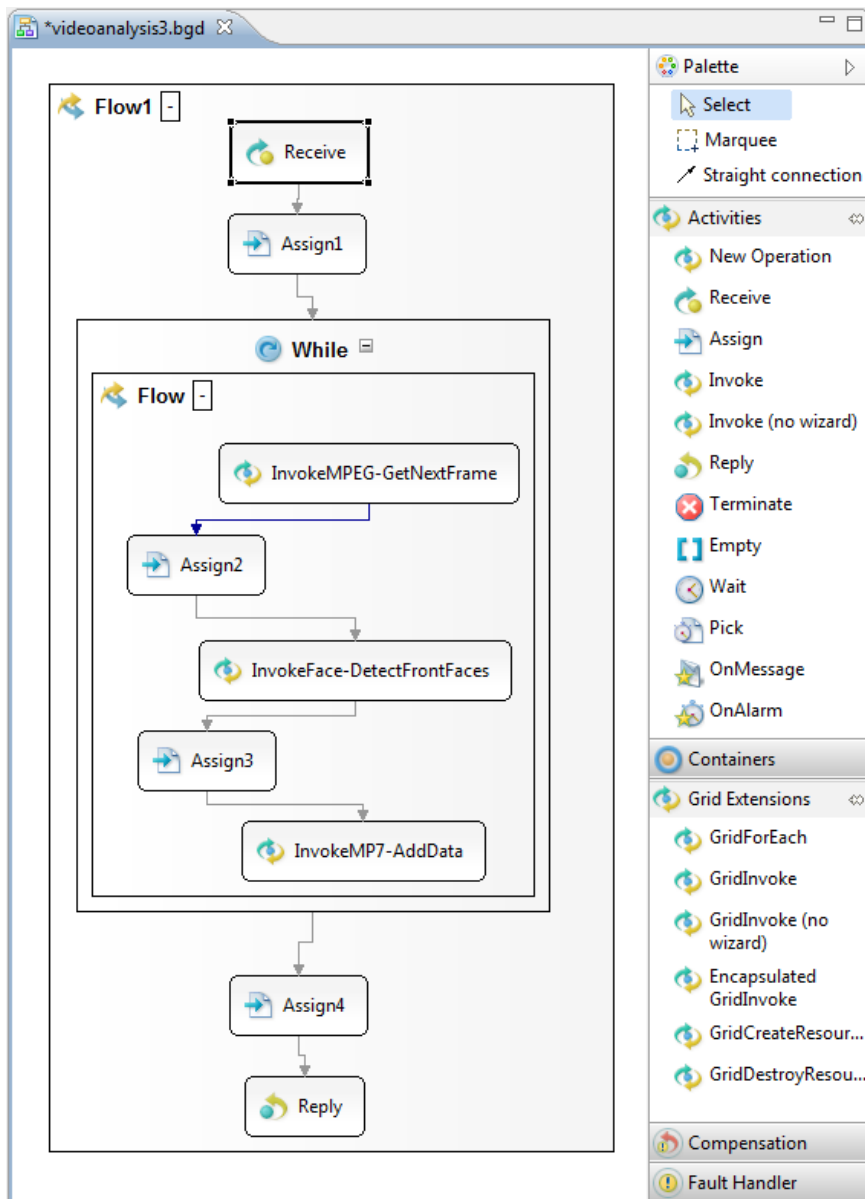 *videoanalysis3.bgd
Flow1 -
Receive
Assign1
While
Flow -
InvokeMPEG-GetNextFrame
Assign2
InvokeFace-DetectFrontFaces
Assign3
InvokeMP7-AddData
Assign4
Reply
Palette
Select
Marquee
Straight connection
Activities
New Operation
Receive
Assign
Invoke
Invoke (no wizard)
Reply
Terminate
Empty
Wait
Pick
OnMessage
OnAlarm
Containers
Grid Extensions
GridForEach
GridInvoke
GridInvoke (no
wizard)
Encapsulated
GridInvoke
GridCreateResour...
GridDestroyResou...
Compensation
Fault Handler